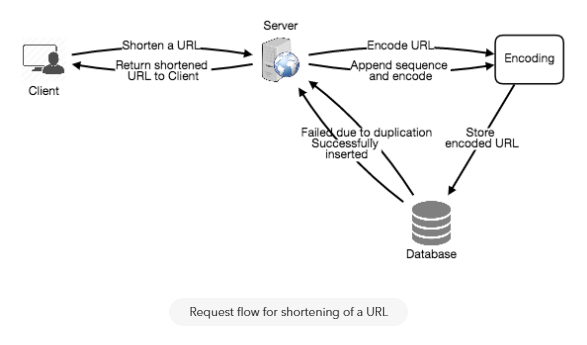 Server
Shorten a URL
Return shortened
URL to Client
Client
Encode URL
Append sequence
and encode
Encoding
Failed due to duplication
Successfully
inserted
Store
encoded URL
Database
Request flow for shortening of a URL